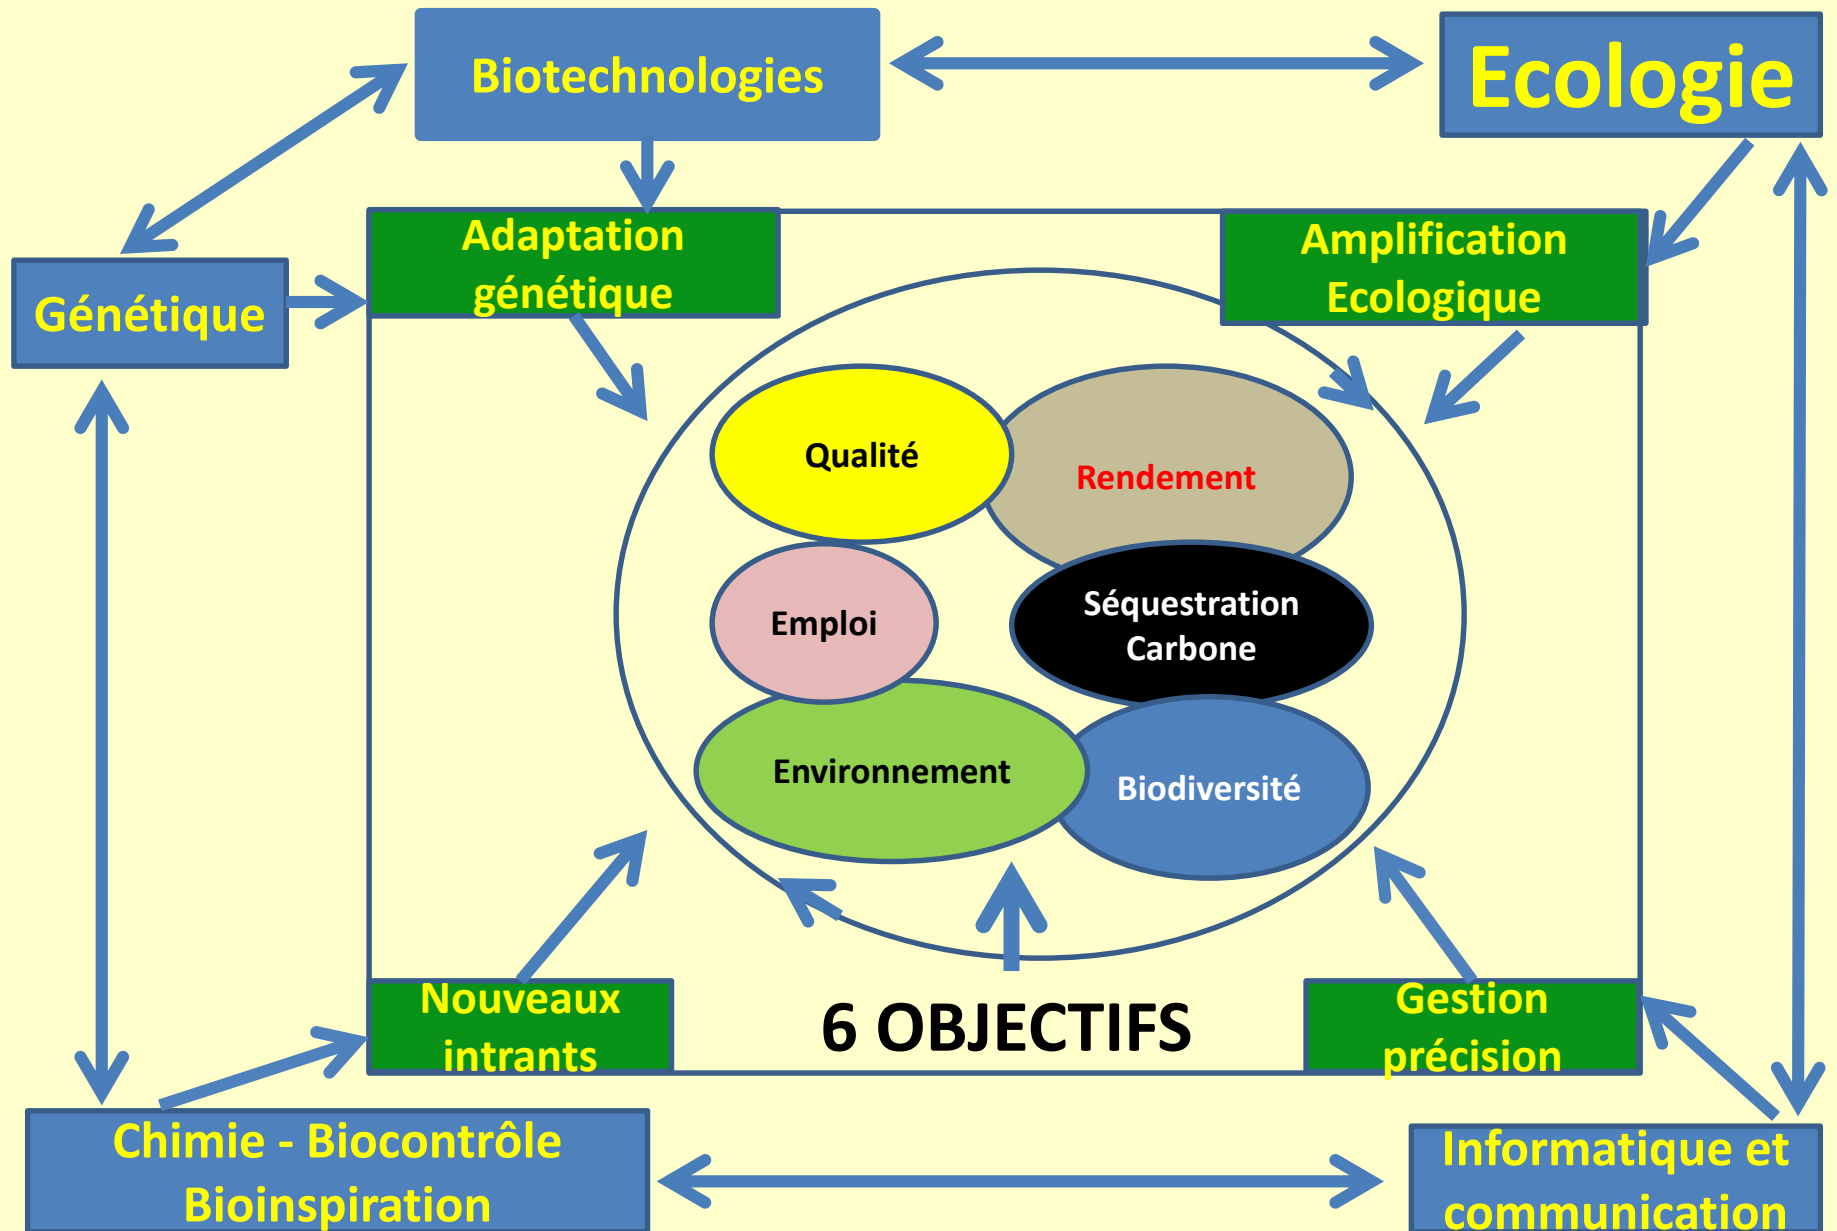 Biotechnologies
Ecologie
Adaptation
génétique
Amplification
Ecologique
Génétique
Qualité
Rendement
Emploi
Séquestration
Carbone
Environnement
Biodiversité
Nouveaux
intrants
6 OBJECTIFS
Gestion
précision
Chimie - Biocontrôle
Bioinspiration
Informatique et
communication